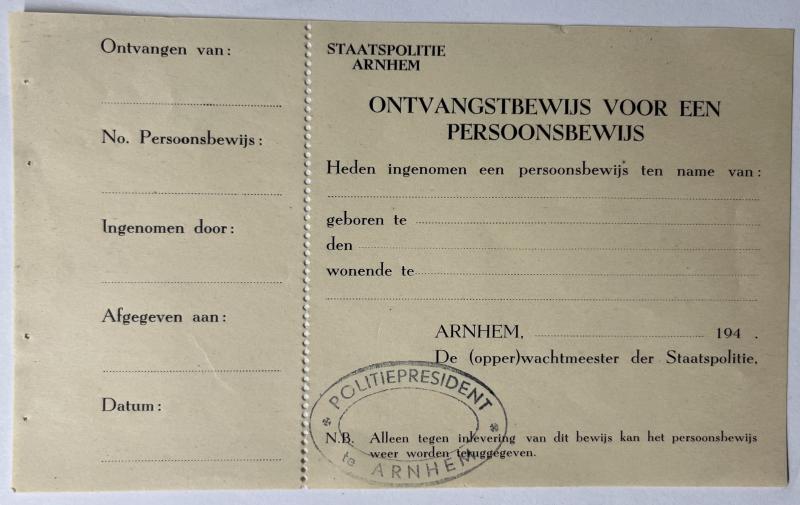 Ontvangen van:
No. Persoonsbewijs:
Ingenomen door:
Afgegeven aan:
Datum:
STAATSPOLITIE
ARNHEM
ONTVANGSTBEWIJS VOOR EEN
PERSOONSBEWIJS
Heden ingenomen een persoonsbewijs ten name van:
geboren te
den
wonende te
ARNHEM, 194 .
De (opper)wachtmeester der Staatspolitie,
POLITIEPRESIDENT
te ARNHEM
N.B. Alleen tegen inlevering van dit bewijs kan het persoonsbewijs
weer worden teruggegeven.